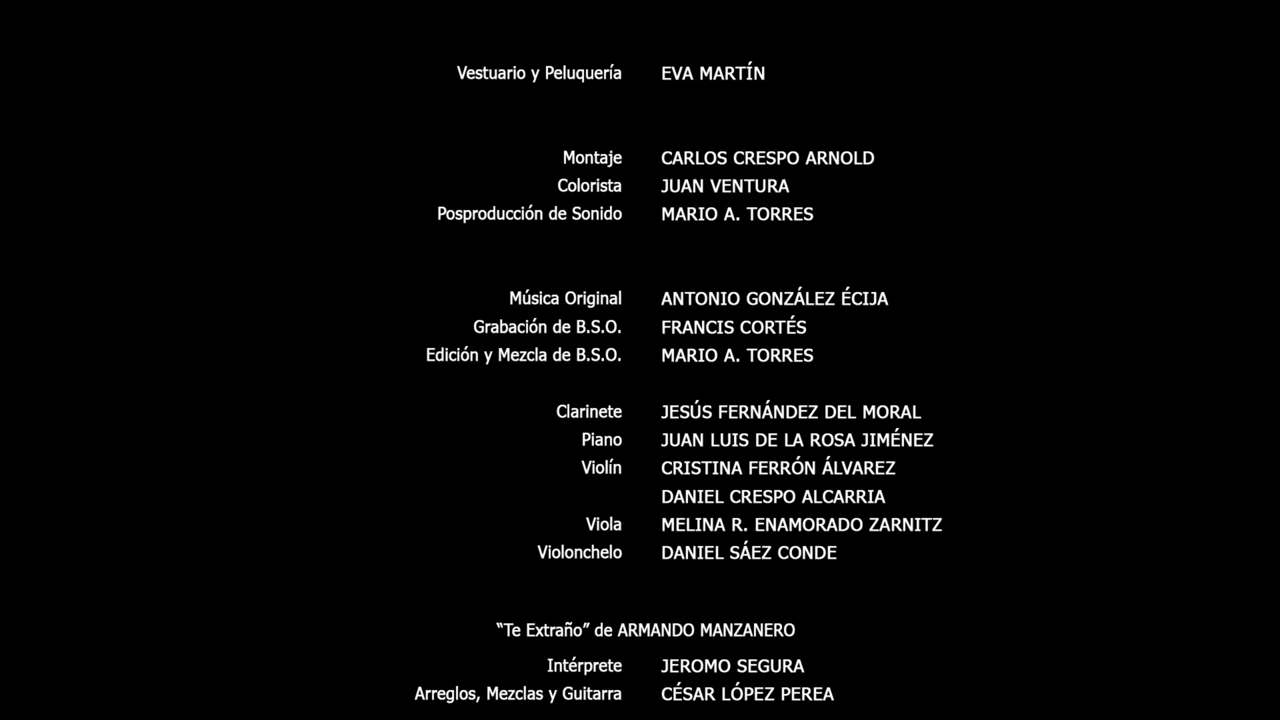 Vestuario y Peluquería EVA MARTÍN
Montaje CARLOS CRESPO ARNOLD
Colorista JUAN VENTURA
Posproducción de Sonido MARIO A. TORRES
Música Original ANTONIO GONZÁLEZ ÉCIJA
Grabación de B.S.O. FRANCIS CORTÉS
Edición y Mezcla de B.S.O. MARIO A. TORRES
Clarinete JESÚS FERNÁNDEZ DEL MORAL
Piano JUAN LUIS DE LA ROSA JIMÉNEZ
Violín CRISTINA FERRÓN ÁLVAREZ
DANIEL CRESPO ALCARRIA
Viola MELINA R. ENAMORADO ZARNITZ
Violonchelo DANIEL SÁEZ CONDE
“Te Extraño” de ARMANDO MANZANERO
Intérprete JEROMO SEGURA
Arreglos, Mezclas y Guitarra CÉSAR LÓPEZ PEREA